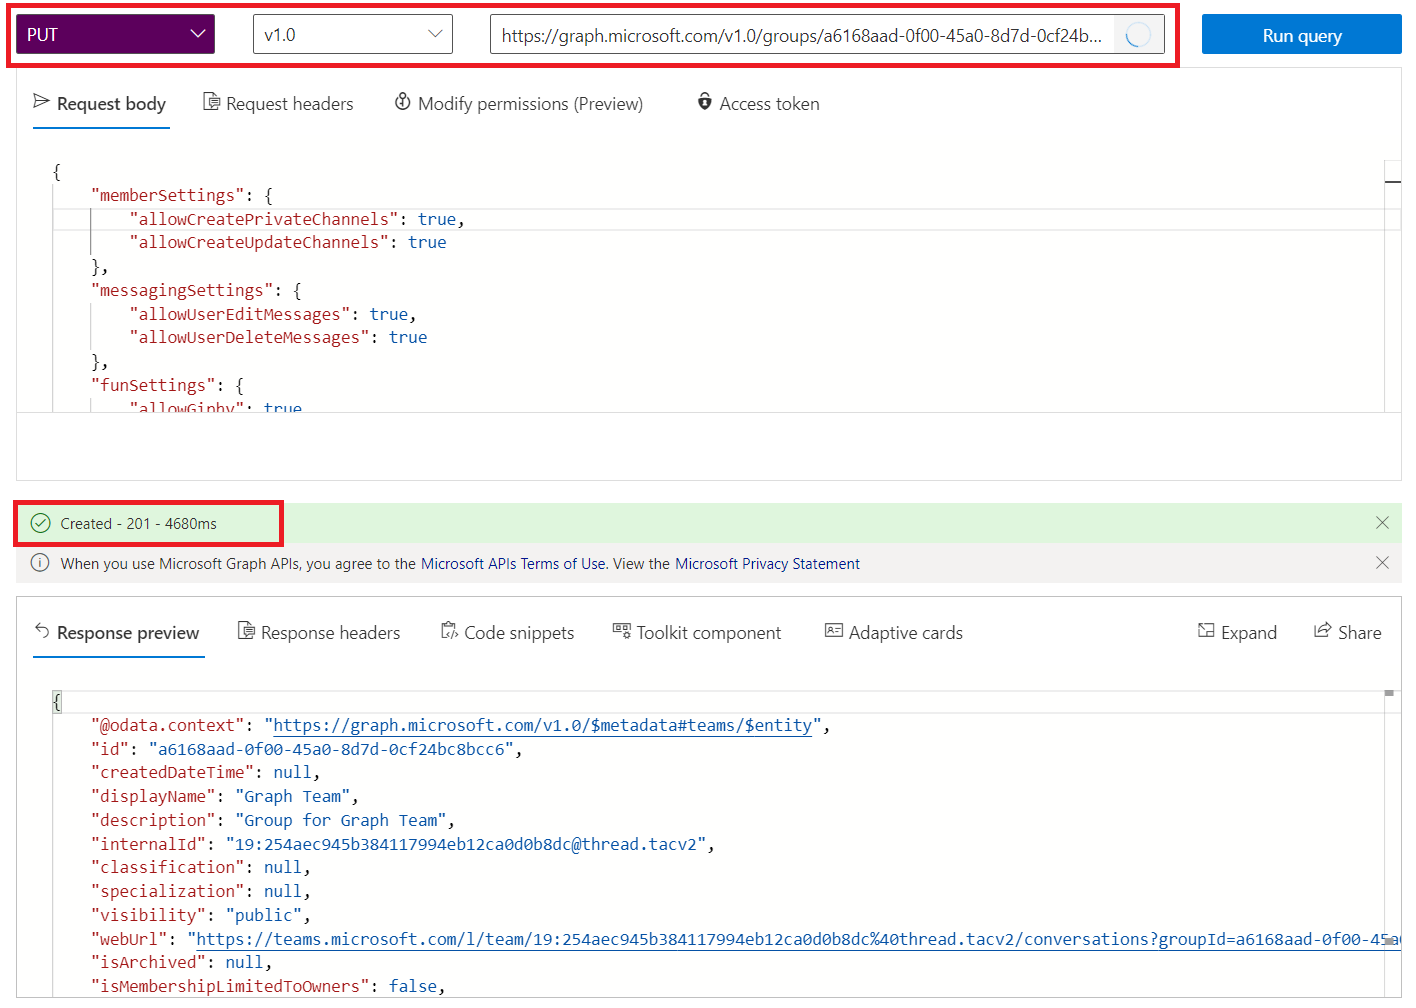 PUT v1.0 https://graph.microsoft.com/v1.0/groups/a6168aad-0f00-45a0-8d7d-0cf24b... Run query
Request body Request headers Modify permissions (Preview) Access token
{
"memberSettings": {
"allowCreatePrivateChannels": true,
"allowCreateUpdateChannels": true
},
"messagingSettings": {
"allowUserEditMessages": true,
"allowUserDeleteMessages": true
},
"funSettings": {
"allowGiphy": true
Created - 201 - 4680ms
When you use Microsoft Graph APIs, you agree to the Microsoft APIs Terms of Use. View the Microsoft Privacy Statement
Response preview Response headers Code snippets Toolkit component Adaptive cards Expand Share
{
"@odata.context": "https://graph.microsoft.com/v1.0/$metadata#teams/$entity",
"id": "a6168aad-0f00-45a0-8d7d-0cf24bc8bcc6",
"createdDateTime": null,
"displayName": "Graph Team",
"description": "Group for Graph Team",
"internalId": "19:254aec945b384117994eb12ca0d0b8dc@thread.tacv2",
"classification": null,
"specialization": null,
"visibility": "public",
"webUrl": "https://teams.microsoft.com/l/team/19:254aec945b384117994eb12ca0d0b8dc%40thread.tacv2/conversations?groupId=a6168aad-0f00-45a0
"isArchived": null,
"isMembershipLimitedToOwners": false,